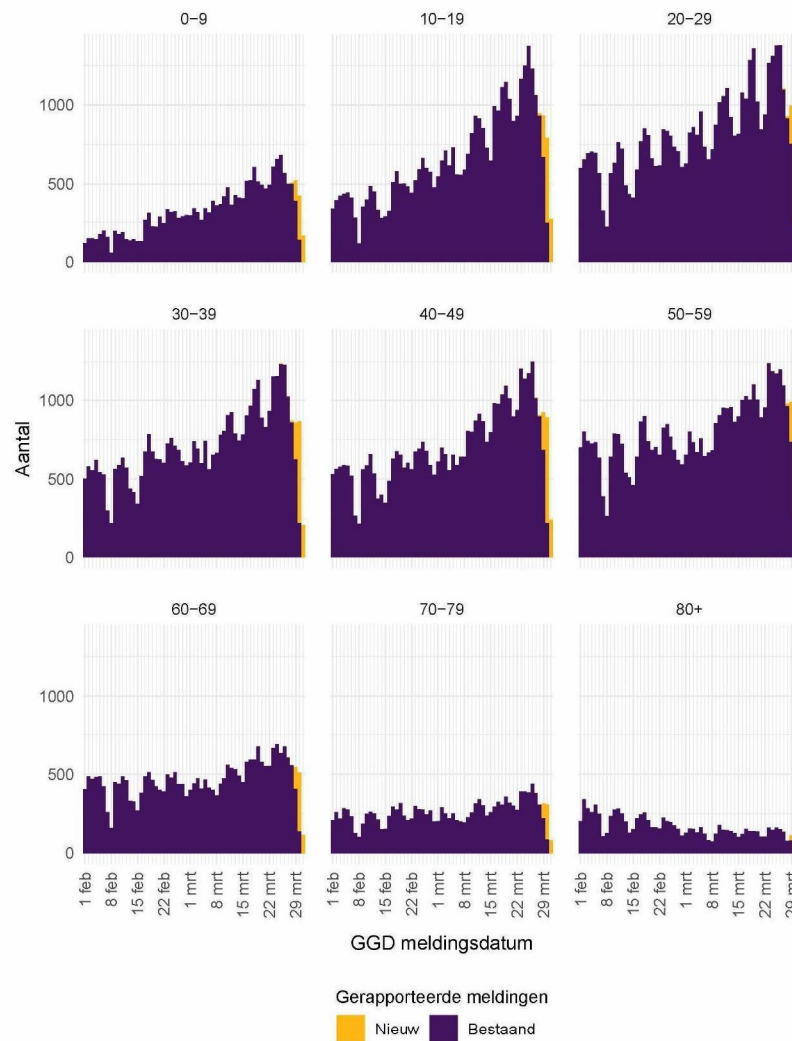 0−9 10−19 20−29
1000
500
0
30−39 40−49 50−59
1000
500
0
Aantal
60−69 70−79 80+
1000
500
0
1 feb 8 feb 15 feb 22 feb 1 mrt 8 mrt 15 mrt 22 mrt 29 mrt 1 feb 8 feb 15 feb 22 feb 1 mrt 8 mrt 15 mrt 22 mrt 29 mrt 1 feb 8 feb 15 feb 22 feb 1 mrt 8 mrt 15 mrt 22 mrt 29 mrt
GGD meldingsdatum
Gerapporteerde meldingen
Nieuw Bestaand